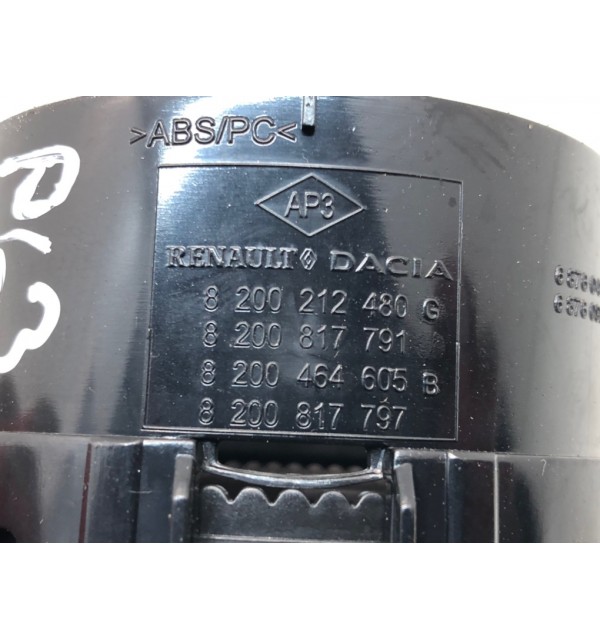 >ABS/PC<
AP3
RENAULT DACIA
8 200 212 480 G
8 200 817 791
8 200 464 605 B
8 200 817 797